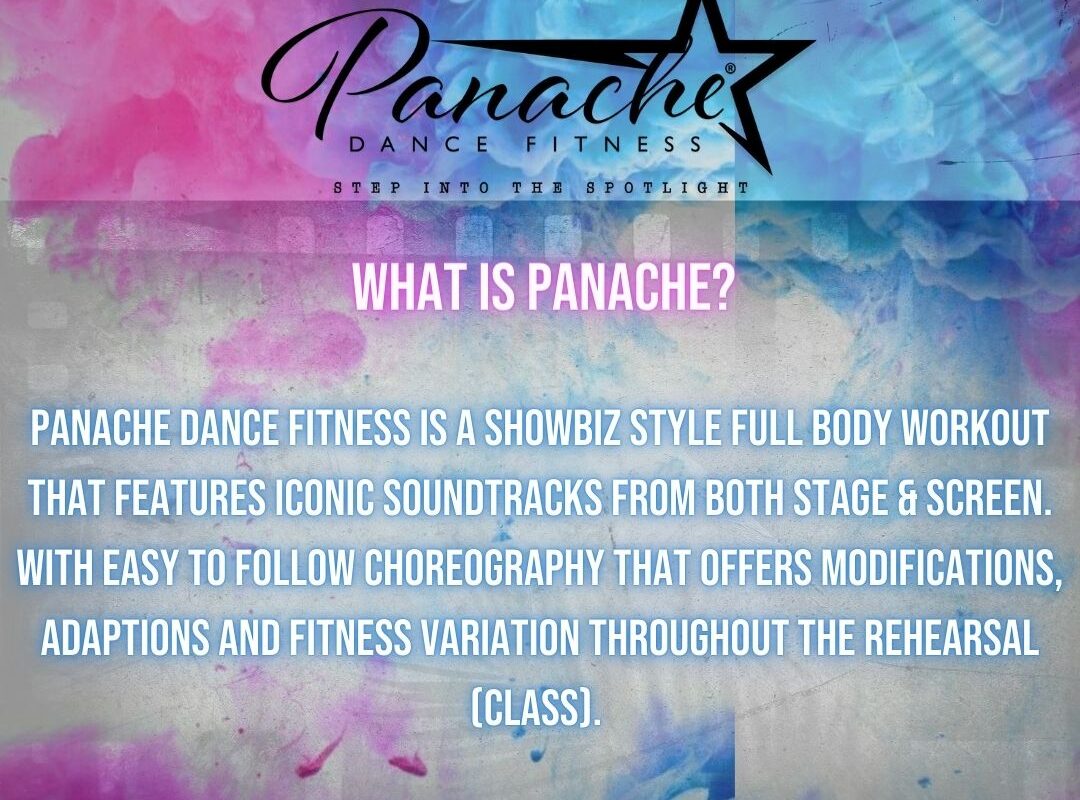 Panache®
DANCE FITNESS
STEP INTO THE SPOTLIGHT
WHAT IS PANACHE?
PANACHE DANCE FITNESS IS A SHOWBIZ STYLE FULL BODY WORKOUT
THAT FEATURES ICONIC SOUNDTRACKS FROM BOTH STAGE & SCREEN.
WITH EASY TO FOLLOW CHOREOGRAPHY THAT OFFERS MODIFICATIONS,
ADAPTIONS AND FITNESS VARIATION THROUGHOUT THE REHEARSAL
(CLASS).